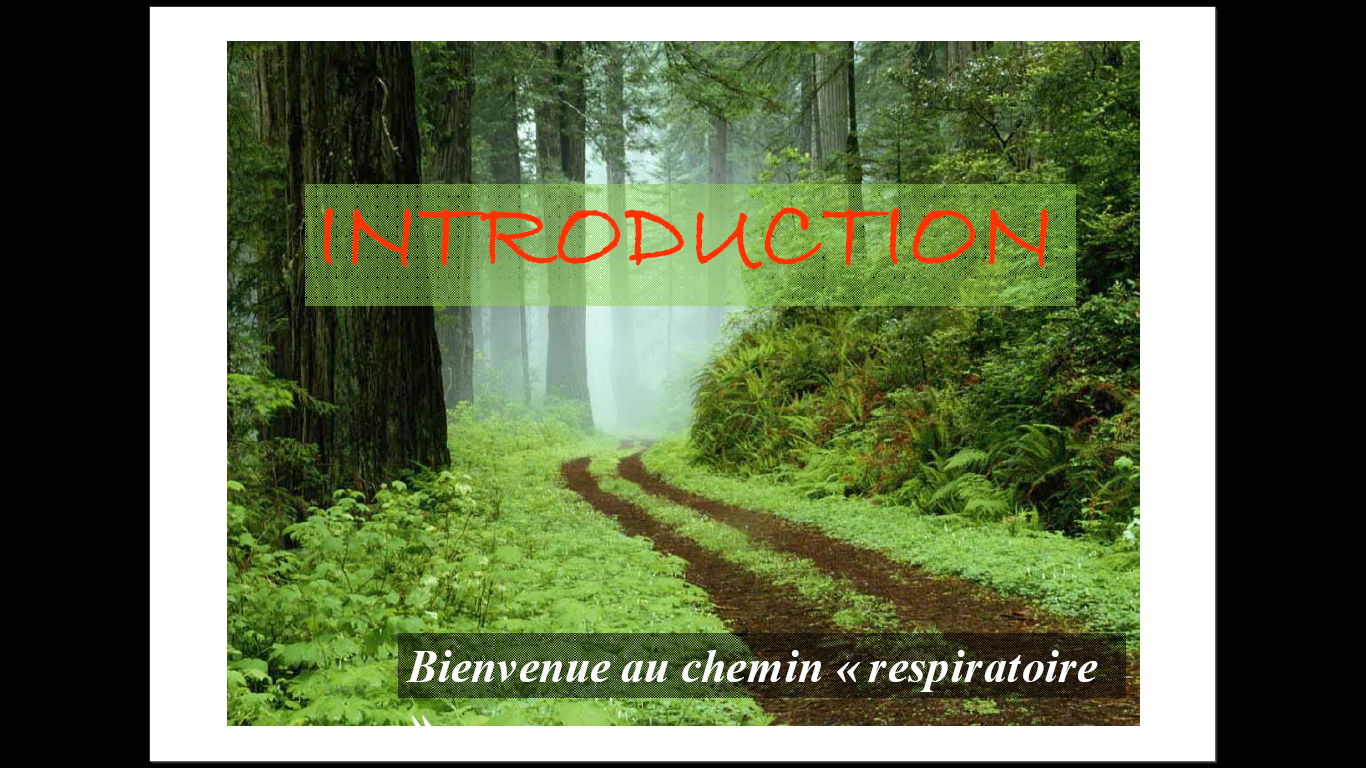 INTRODUCTION
Bienvenue au chemin « respiratoire
»